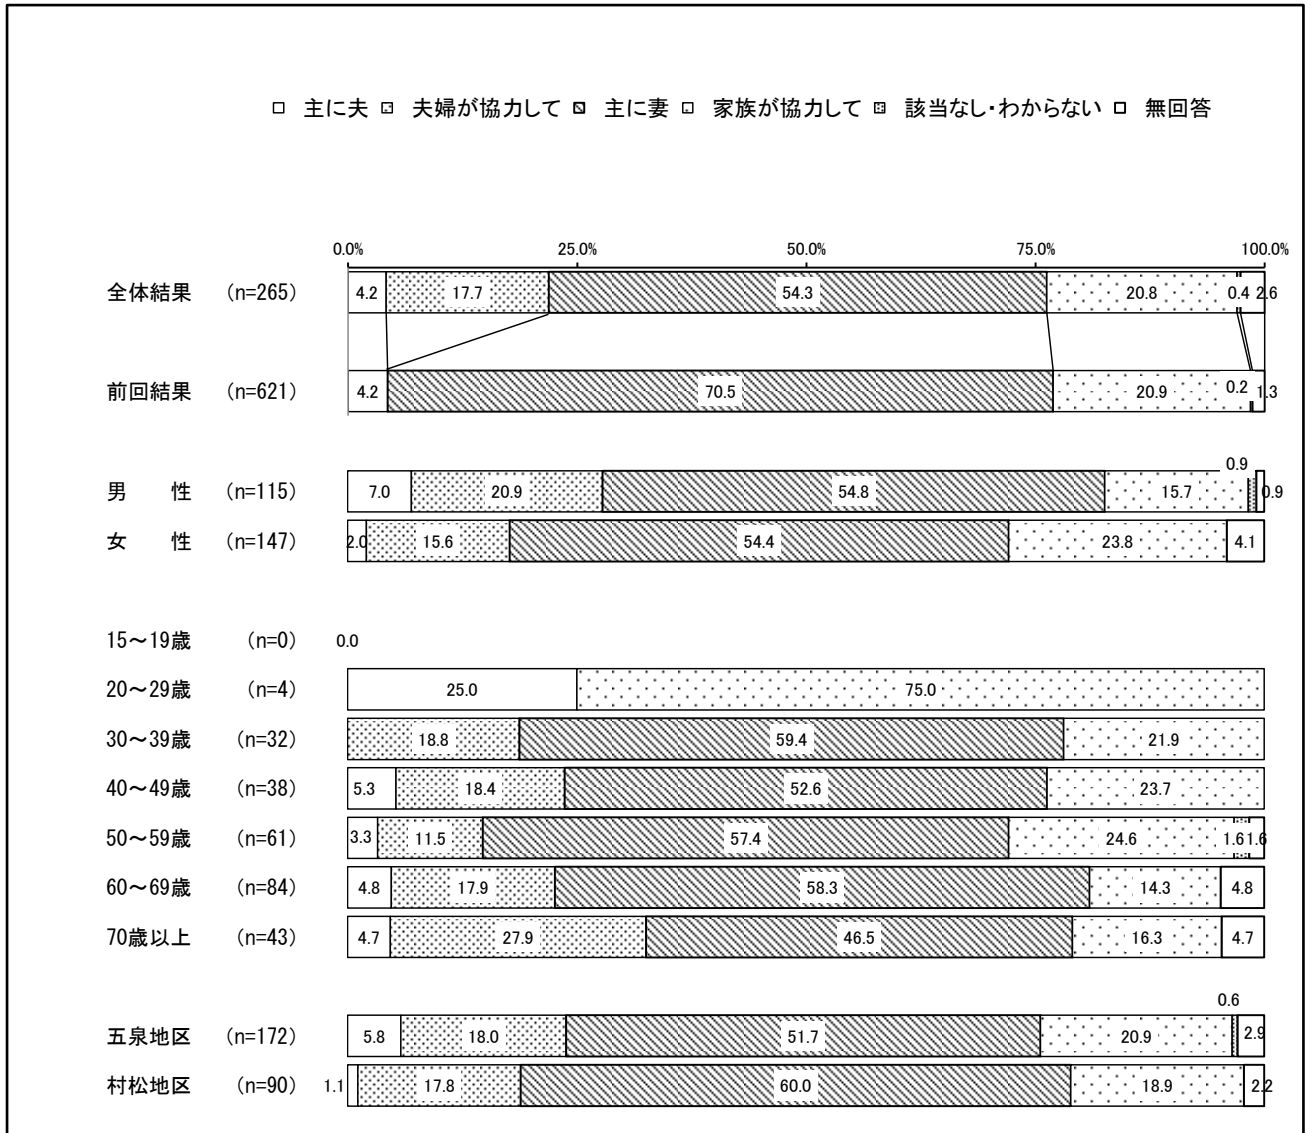 主に夫 夫婦が協力して 主に妻 家族が協力して 該当なし・わからない 無回答
0.0% 25.0% 50.0% 75.0% 100.0%
全体結果 (n=265) 4.2 17.7 54.3 20.8 0.4 2.6
前回結果 (n=621) 4.2 70.5 20.9 0.2 1.3
男 性 (n=115) 7.0 20.9 54.8 15.7 0.9 0.9
女 性 (n=147) 2.0 15.6 54.4 23.8 4.1
15~19歳 (n=0) 0.0
20~29歳 (n=4) 25.0 75.0
30~39歳 (n=32) 18.8 59.4 21.9
40~49歳 (n=38) 5.3 18.4 52.6 23.7
50~59歳 (n=61) 3.3 11.5 57.4 24.6 1.6 1.6
60~69歳 (n=84) 4.8 17.9 58.3 14.3 4.8
70歳以上 (n=43) 4.7 27.9 46.5 16.3 4.7
五泉地区 (n=172) 5.8 18.0 51.7 20.9 0.6 2.9
村松地区 (n=90) 1.1 17.8 60.0 18.9 2.2